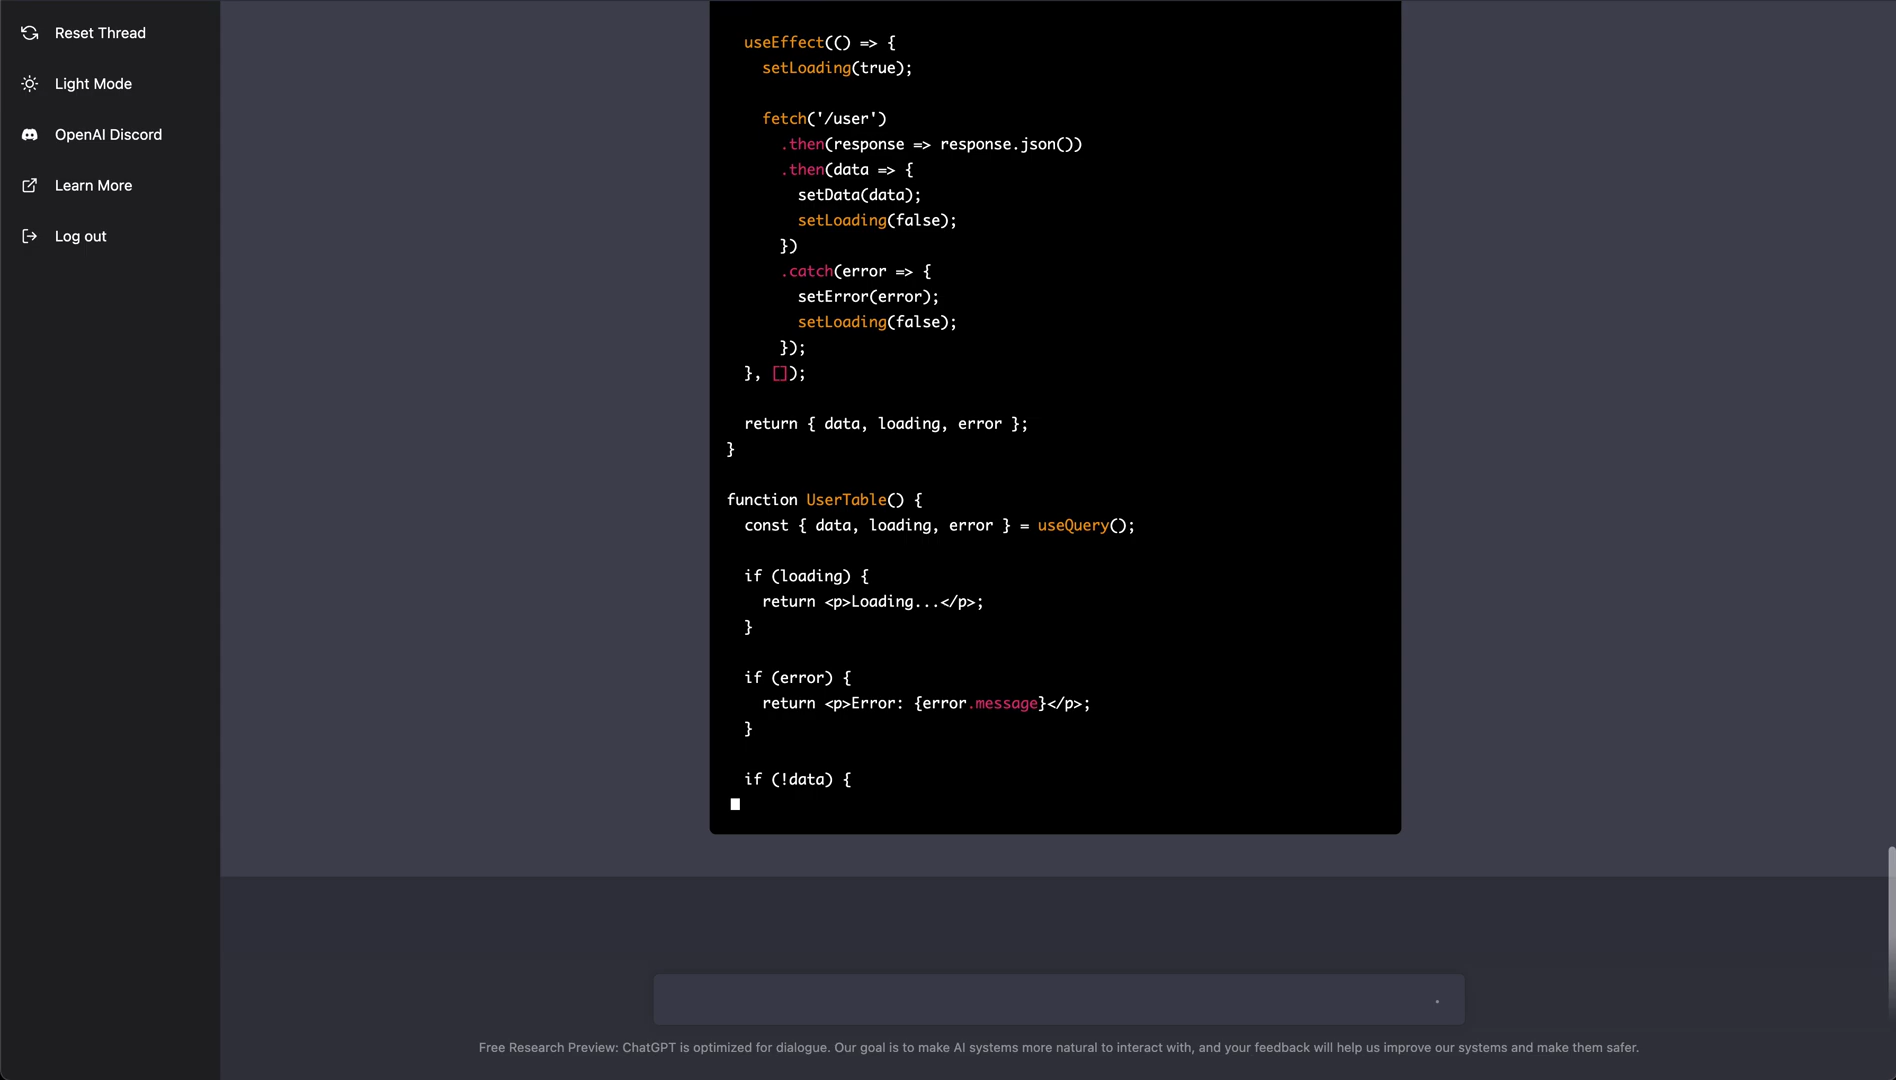 Reset Thread
Light Mode
OpenAI Discord
Learn More
Log out
useEffect(() => {
setLoading(true);
fetch('/user')
.then(response => response.json())
.then(data => {
setData(data);
setLoading(false);
})
.catch(error => {
setError(error);
setLoading(false);
});
}, []);
return { data, loading, error };
}
function UserTable() {
const { data, loading, error } = useQuery();
if (loading) {
return <p>Loading...</p>;
}
if (error) {
return <p>Error: {error.message}</p>;
}
if (!data) {
Free Research Preview: ChatGPT is optimized for dialogue. Our goal is to make AI systems more natural to interact with, and your feedback will help us improve our systems and make them safer.